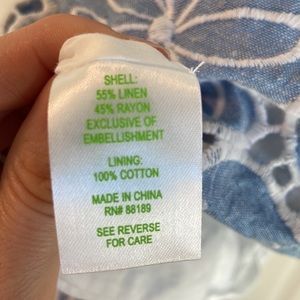 SHELL:
55% LINEN
45% RAYON
EXCLUSIVE OF
EMBELLISHMENT
LINING:
100% COTTON
MADE IN CHINA
RN# 88189
SEE REVERSE
FOR CARE